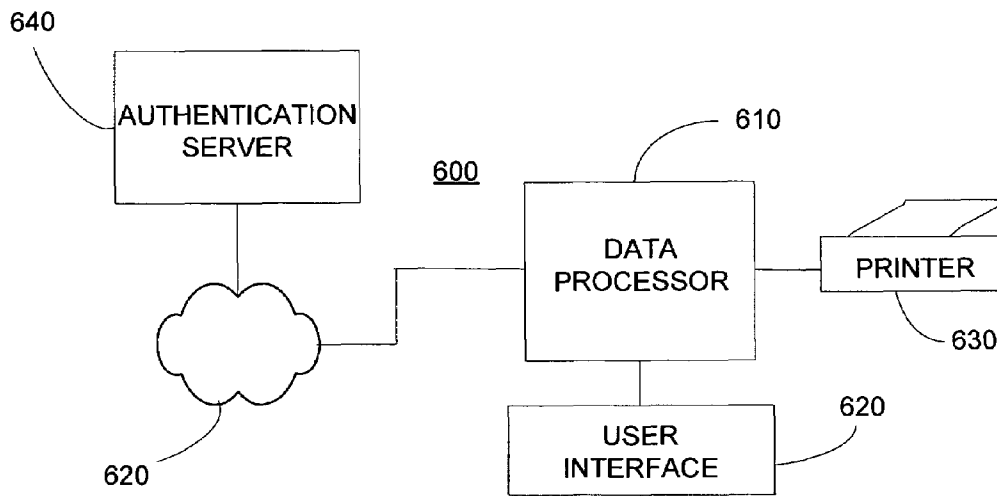 640
AUTHENTICATION
SERVER
600
610
DATA
PROCESSOR
PRINTER
630
620
USER
INTERFACE
620